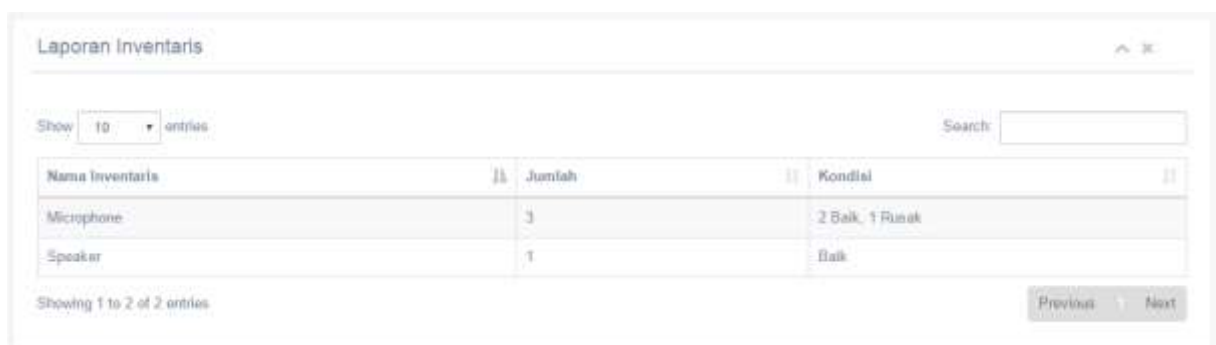 Laporan Inventaris
Show 10 entries Search:
Nama Inventaris Jumlah Kondisi
Microphone 3 2 Baik, 1 Rusak
Speaker 1 Baik
Showing 1 to 2 of 2 entries Previous 1 Next